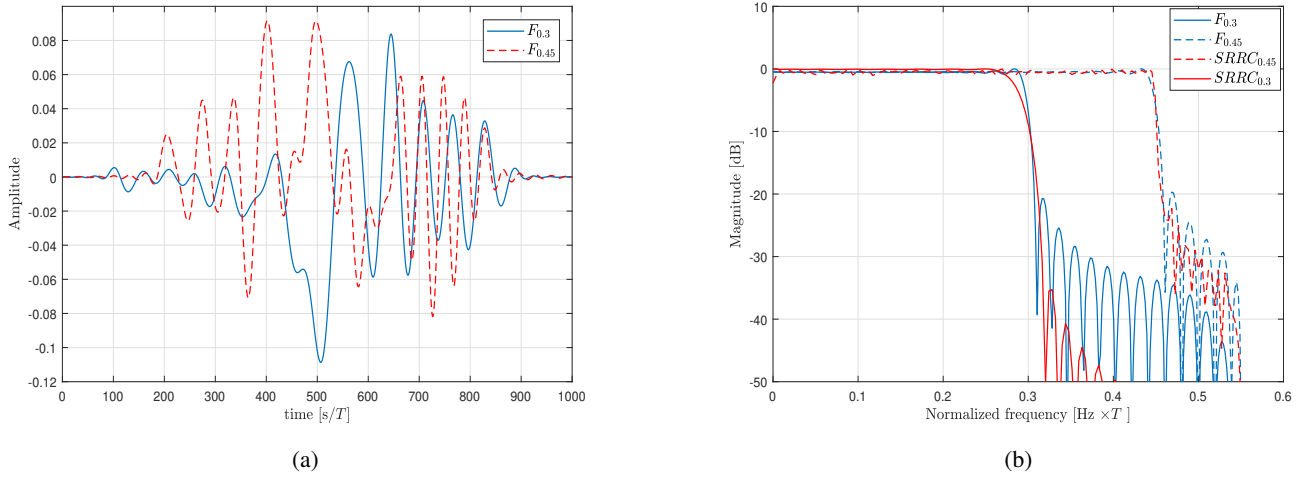 0.08
0.06
0.04
0.02
0
-0.02
-0.04
-0.06
-0.08
-0.1
-0.12
Amplitude
0 100 200 300 400 500 600 700 800 900 1000
time [s/T]
F0.3
F0.45
(a)
10
0
-10
-20
-30
-40
-50
Magnitude [dB]
0 0.1 0.2 0.3 0.4 0.5 0.6
Normalized frequency [Hz ×T ]
F0.3
F0.45
SRRC0.45
SRRC0.3
(b)